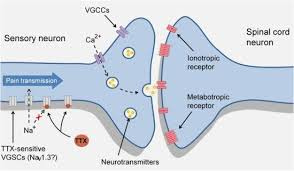 VGCCs
Sensory neuron
Ca2+
Spinal cord
neuron
Ionotropic
receptor
Pain transmission
Metabotropic
receptor
Na+
TTX
TTX-sensitive
VGSCs (Nav1.3?)
Neurotransmitters